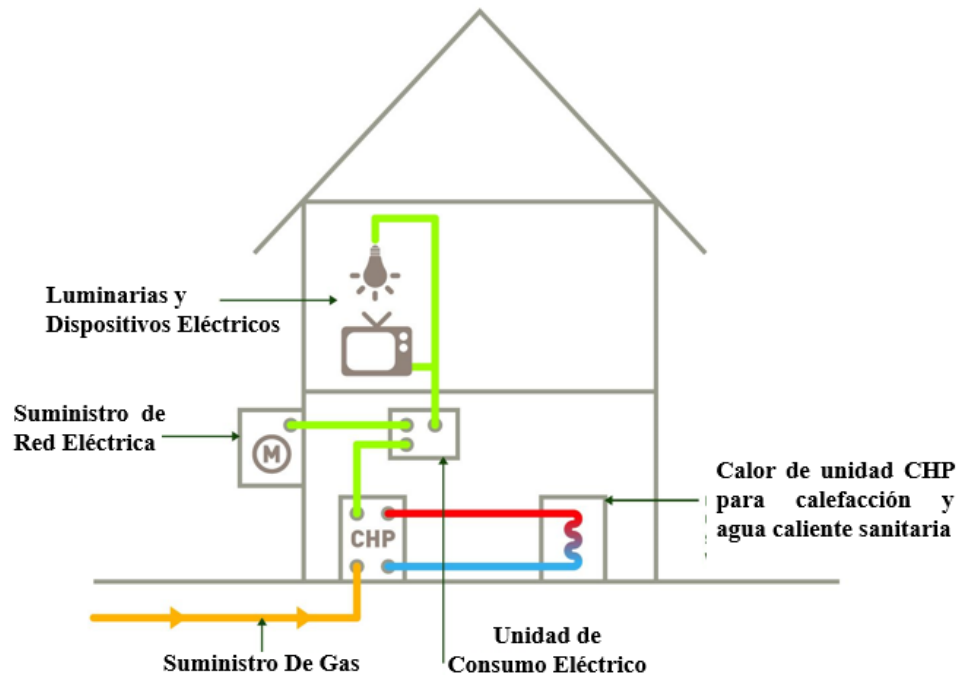 Luminarias y
Dispositivos Eléctricos
Suministro de
Red Eléctrica
M
CHP
Calor de unidad CHP
para calefacción y
agua caliente sanitaria
Suministro De Gas
Unidad de
Consumo Eléctrico